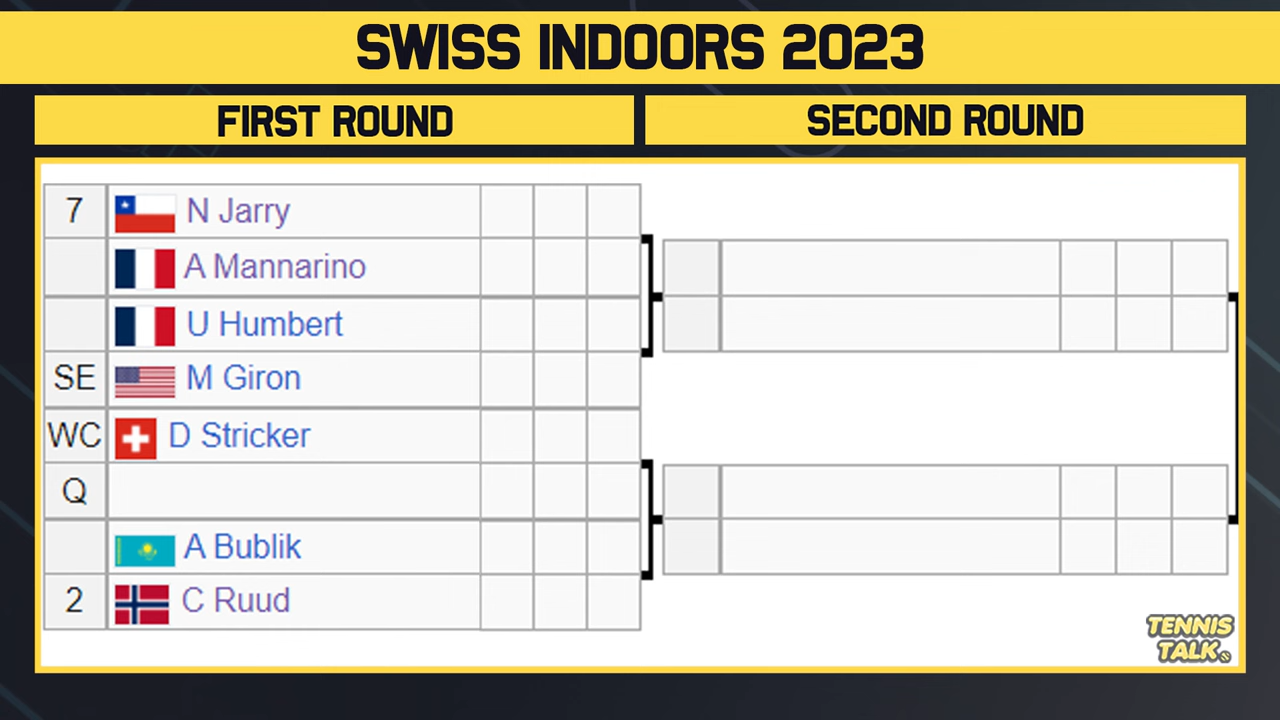 SWISS INDOORS 2023
FIRST ROUND
SECOND ROUND
7 N Jarry
A Mannarino
U Humbert
SE M Giron
WC D Stricker
Q
A Bublik
2 C Ruud
TENNIS
TALK